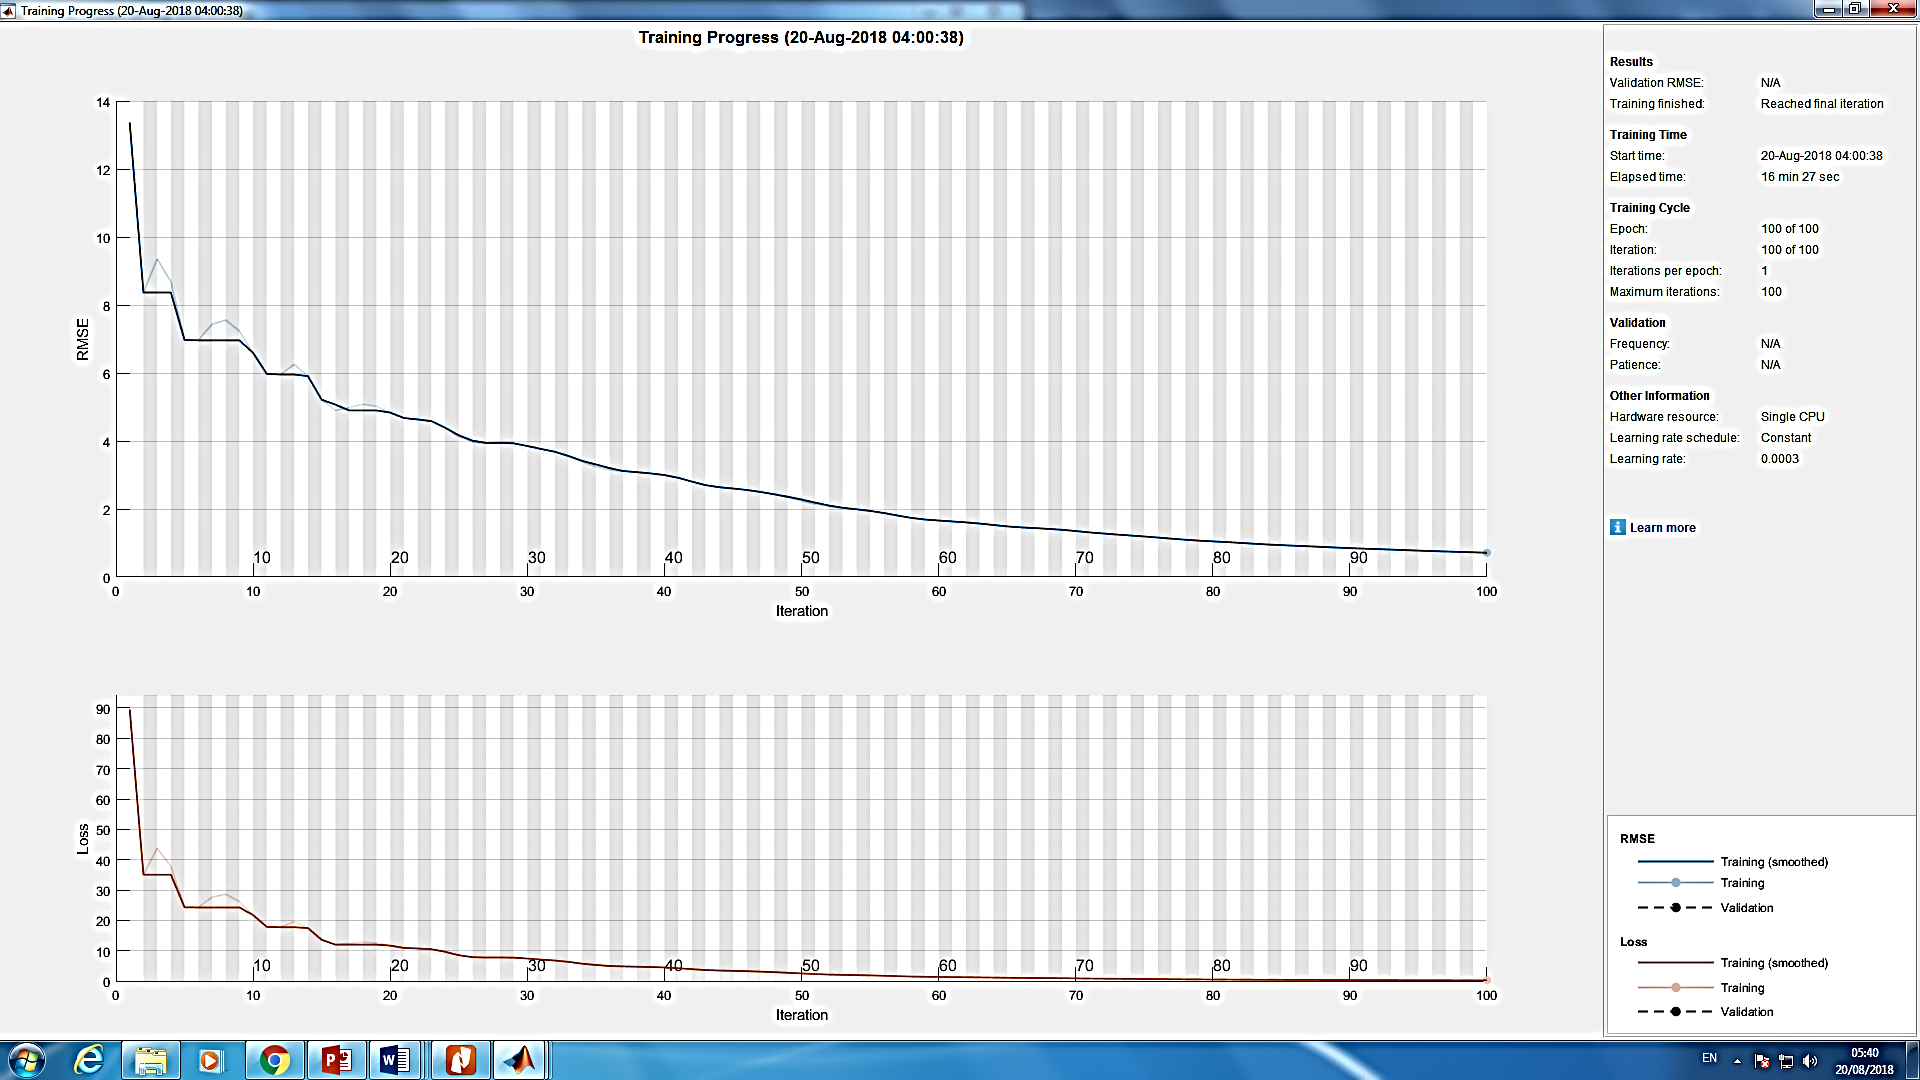 Training Progress (20-Aug-2018 04:00:38)
Training Progress (20-Aug-2018 04:00:38)
14
12
10
8
6
4
2
0
RMSE
10 20 30 40 50 60 70 80 90
0 10 20 30 40 50 60 70 80 90 100
Iteration
90
80
70
60
50
40
30
20
10
0
Loss
10 20 30 40 50 60 70 80 90
0 10 20 30 40 50 60 70 80 90 100
Iteration
Results
Validation RMSE: N/A
Training finished: Reached final iteration
Training Time
Start time: 20-Aug-2018 04:00:38
Elapsed time: 16 min 27 sec
Training Cycle
Epoch: 100 of 100
Iteration: 100 of 100
Iterations per epoch: 1
Maximum iterations: 100
Validation
Frequency: N/A
Patience: N/A
Other Information
Hardware resource: Single CPU
Learning rate schedule: Constant
Learning rate: 0.0003
Learn more
RMSE
Training (smoothed)
Training
Validation
Loss
Training (smoothed)
Training
Validation
EN
05:40
20/08/2018